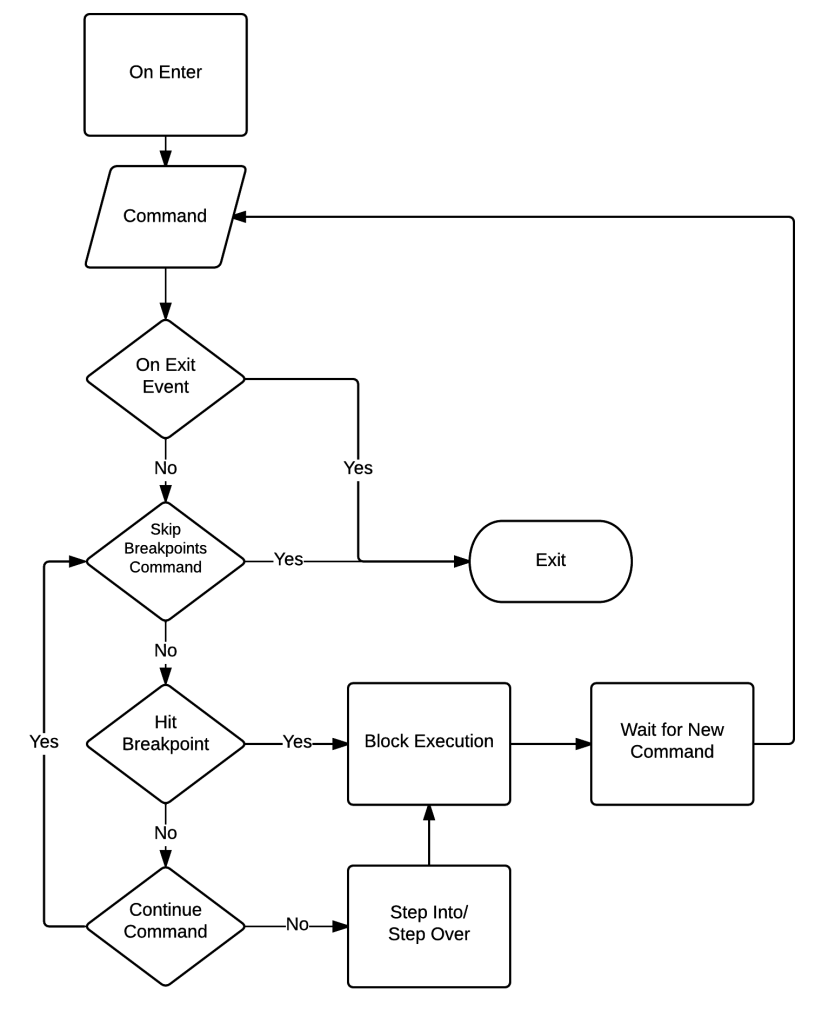 On Enter
Command
On Exit
Event
No
Yes
Skip
Breakpoints
Command
Yes
Exit
No
Hit
Breakpoint
Yes
Block Execution
Wait for New
Command
Yes
No
Continue
Command
No
Step Into/
Step Over